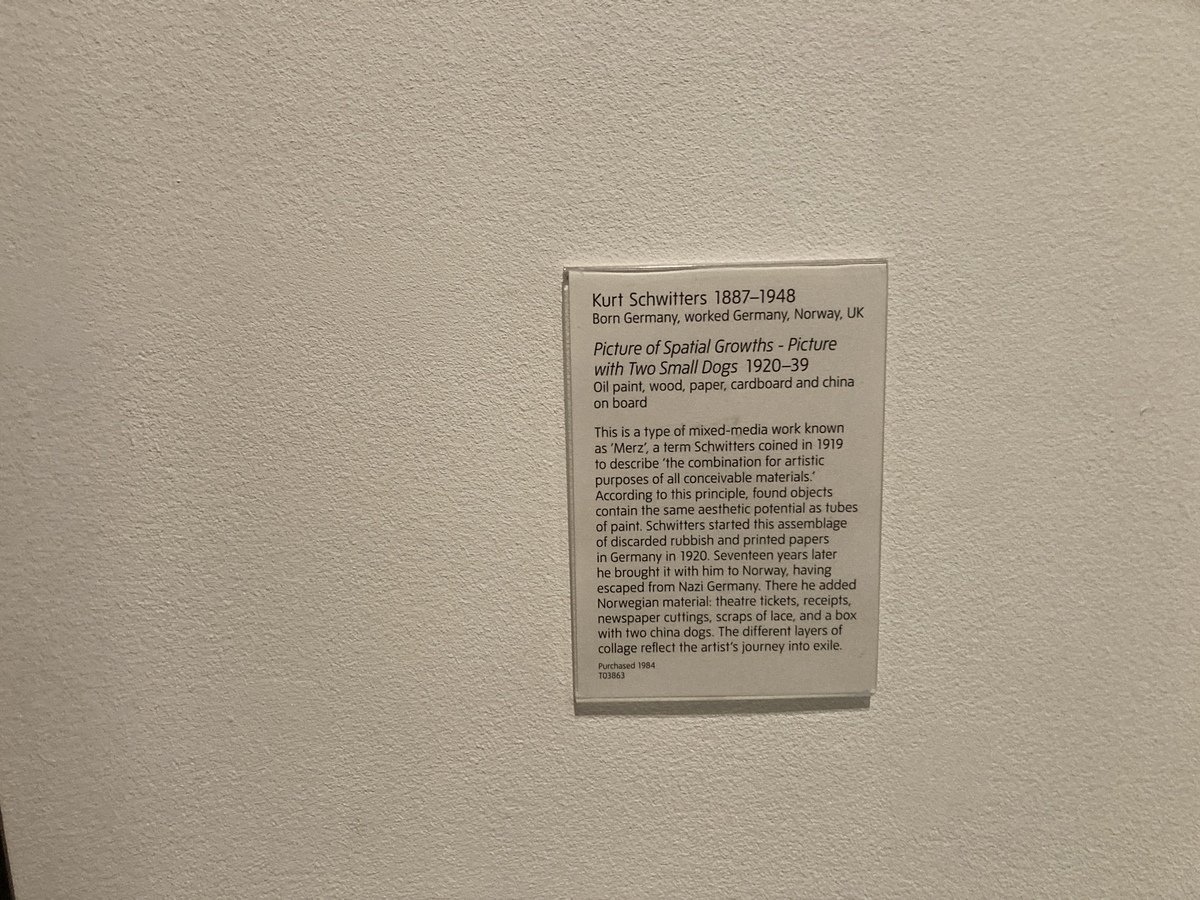 Kurt Schwitters 1887–1948
Born Germany, worked Germany, Norway, UK
Picture of Spatial Growths - Picture
with Two Small Dogs 1920–39
Oil paint, wood, paper, cardboard and china
on board
This is a type of mixed-media work known
as ‘Merz’, a term Schwitters coined in 1919
to describe ‘the combination for artistic
purposes of all conceivable materials.’
According to this principle, found objects
contain the same aesthetic potential as tubes
of paint. Schwitters started this assemblage
of discarded rubbish and printed papers
in Germany in 1920. Seventeen years later
he brought it with him to Norway, having
escaped from Nazi Germany. There he added
Norwegian material: theatre tickets, receipts,
newspaper cuttings, scraps of lace, and a box
with two china dogs. The different layers of
collage reflect the artist’s journey into exile.
Purchased 1984
T03863